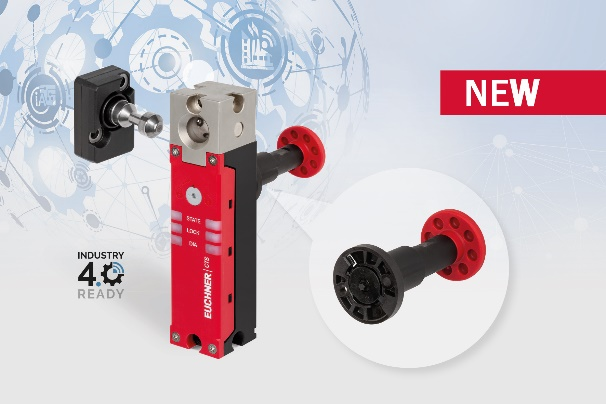 NEW
STATE
LOCK
DIA
EUCHNER | CTS
INDUSTRY
4.0
READY